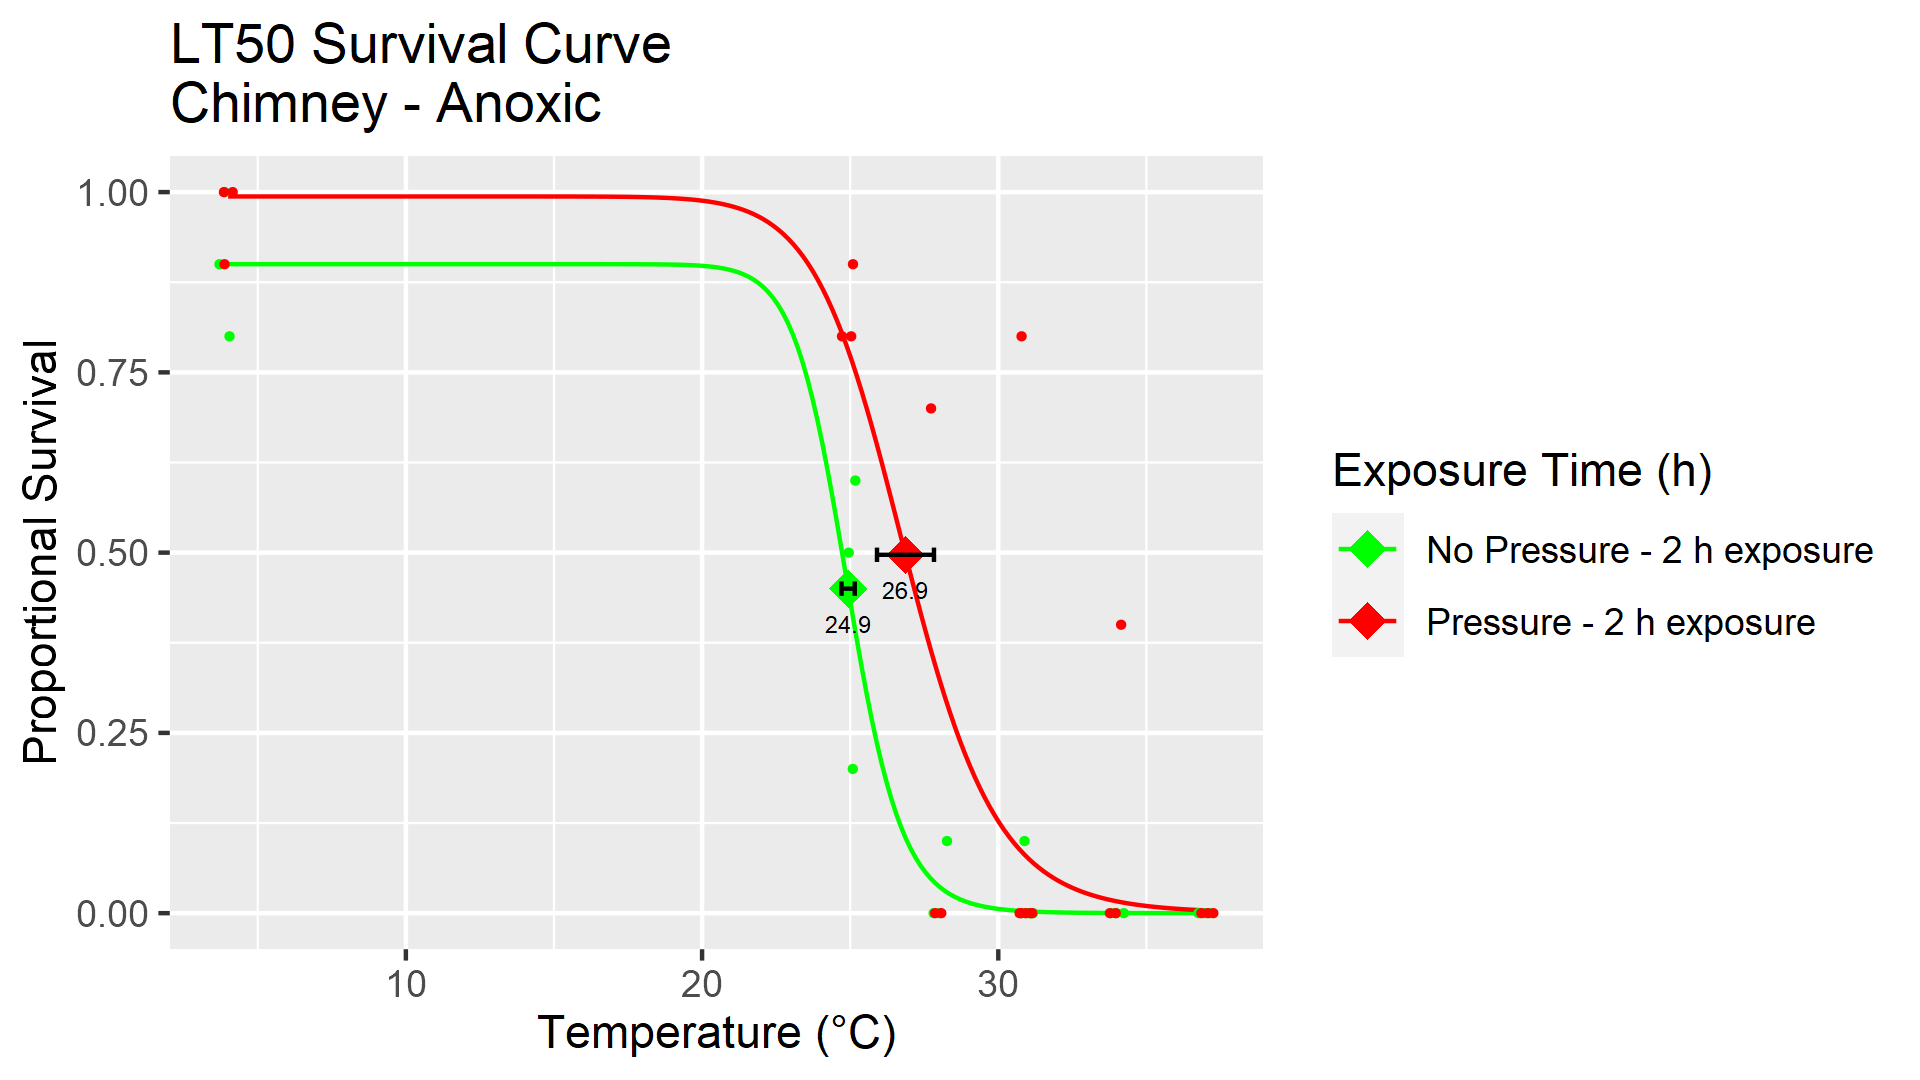 LT50 Survival Curve
Chimney - Anoxic
Proportional Survival
1.00
0.75
0.50
0.25
0.00
26.9
24.9
10
20
30
Temperature (°C)
Exposure Time (h)
No Pressure - 2 h exposure
Pressure - 2 h exposure